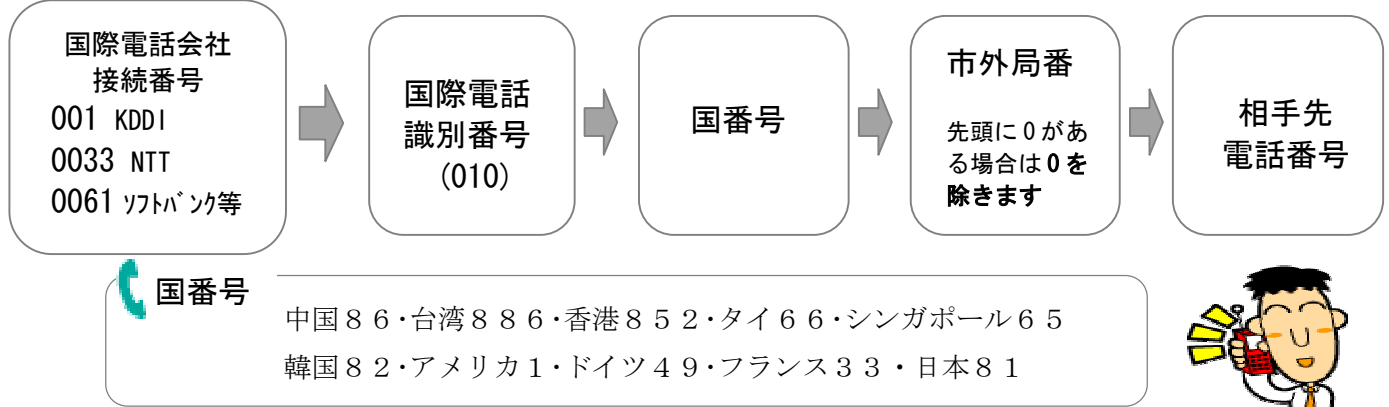 国際電話会社
接続番号
001 KDDI
0033 NTT
0061 ｿﾌﾄﾊﾞﾝｸ等
国際電話
識別番号
(010)
国番号
市外局番
先頭に０があ
る場合は０を
除きます
相手先
電話番号
国番号
中国８６・台湾８８６・香港８５２・タイ６６・シンガポール６５
韓国８２・アメリカ１・ドイツ４９・フランス３３・日本８１